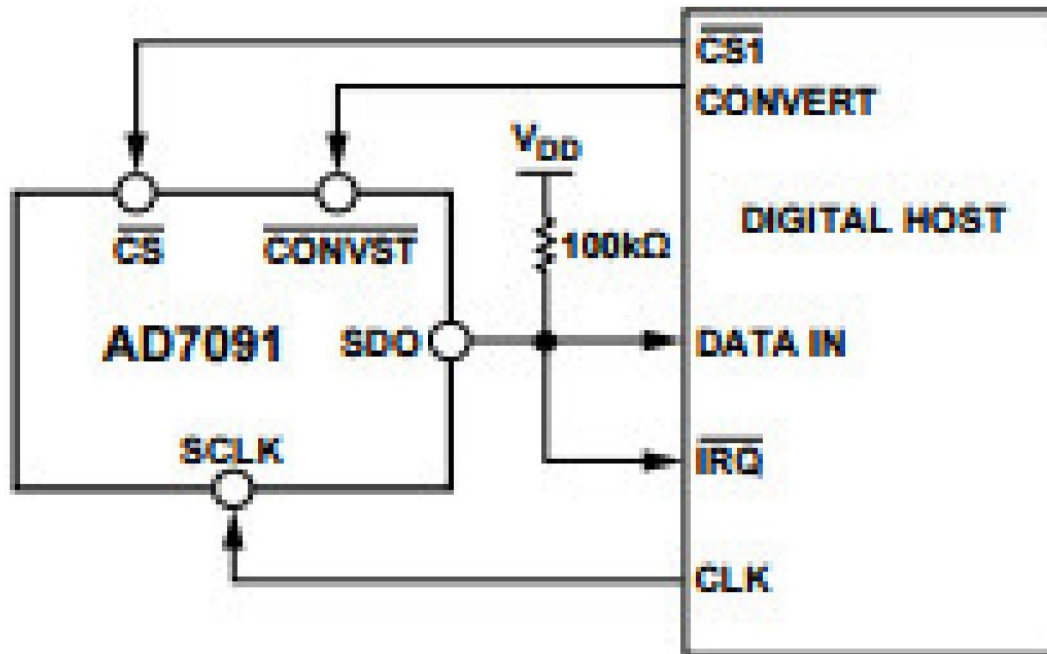 CS1
CONVERT
VDD
DIGITAL HOST
100kΩ
CS
CONVST
AD7091
SDO
DATA IN
SCLK
IRQ
CLK